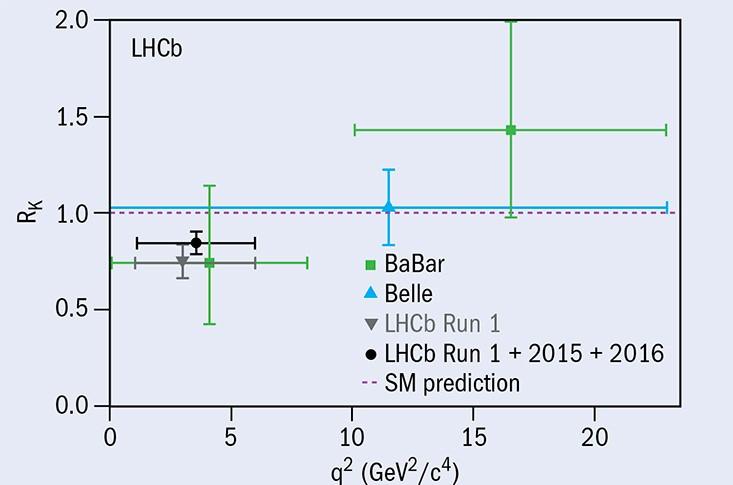 LHCb
2.0
1.5
1.0
0.5
0.0
R_K
BaBar
Belle
LHCb Run 1
LHCb Run 1 + 2015 + 2016
SM prediction
0 5 10 15 20
q² (GeV²/c⁴)